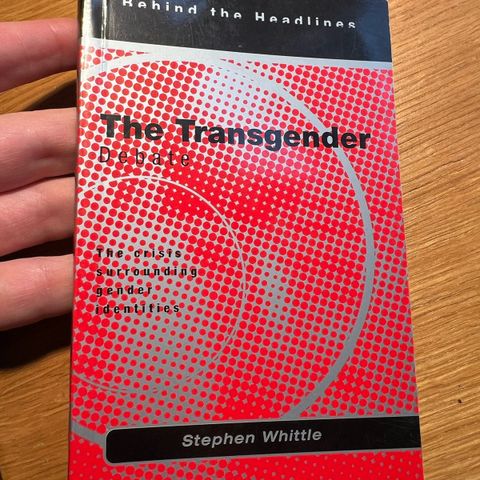 Behind the Headlines
The Transgender
Debate
The crisis
surrounding
gender
identities
Stephen Whittle